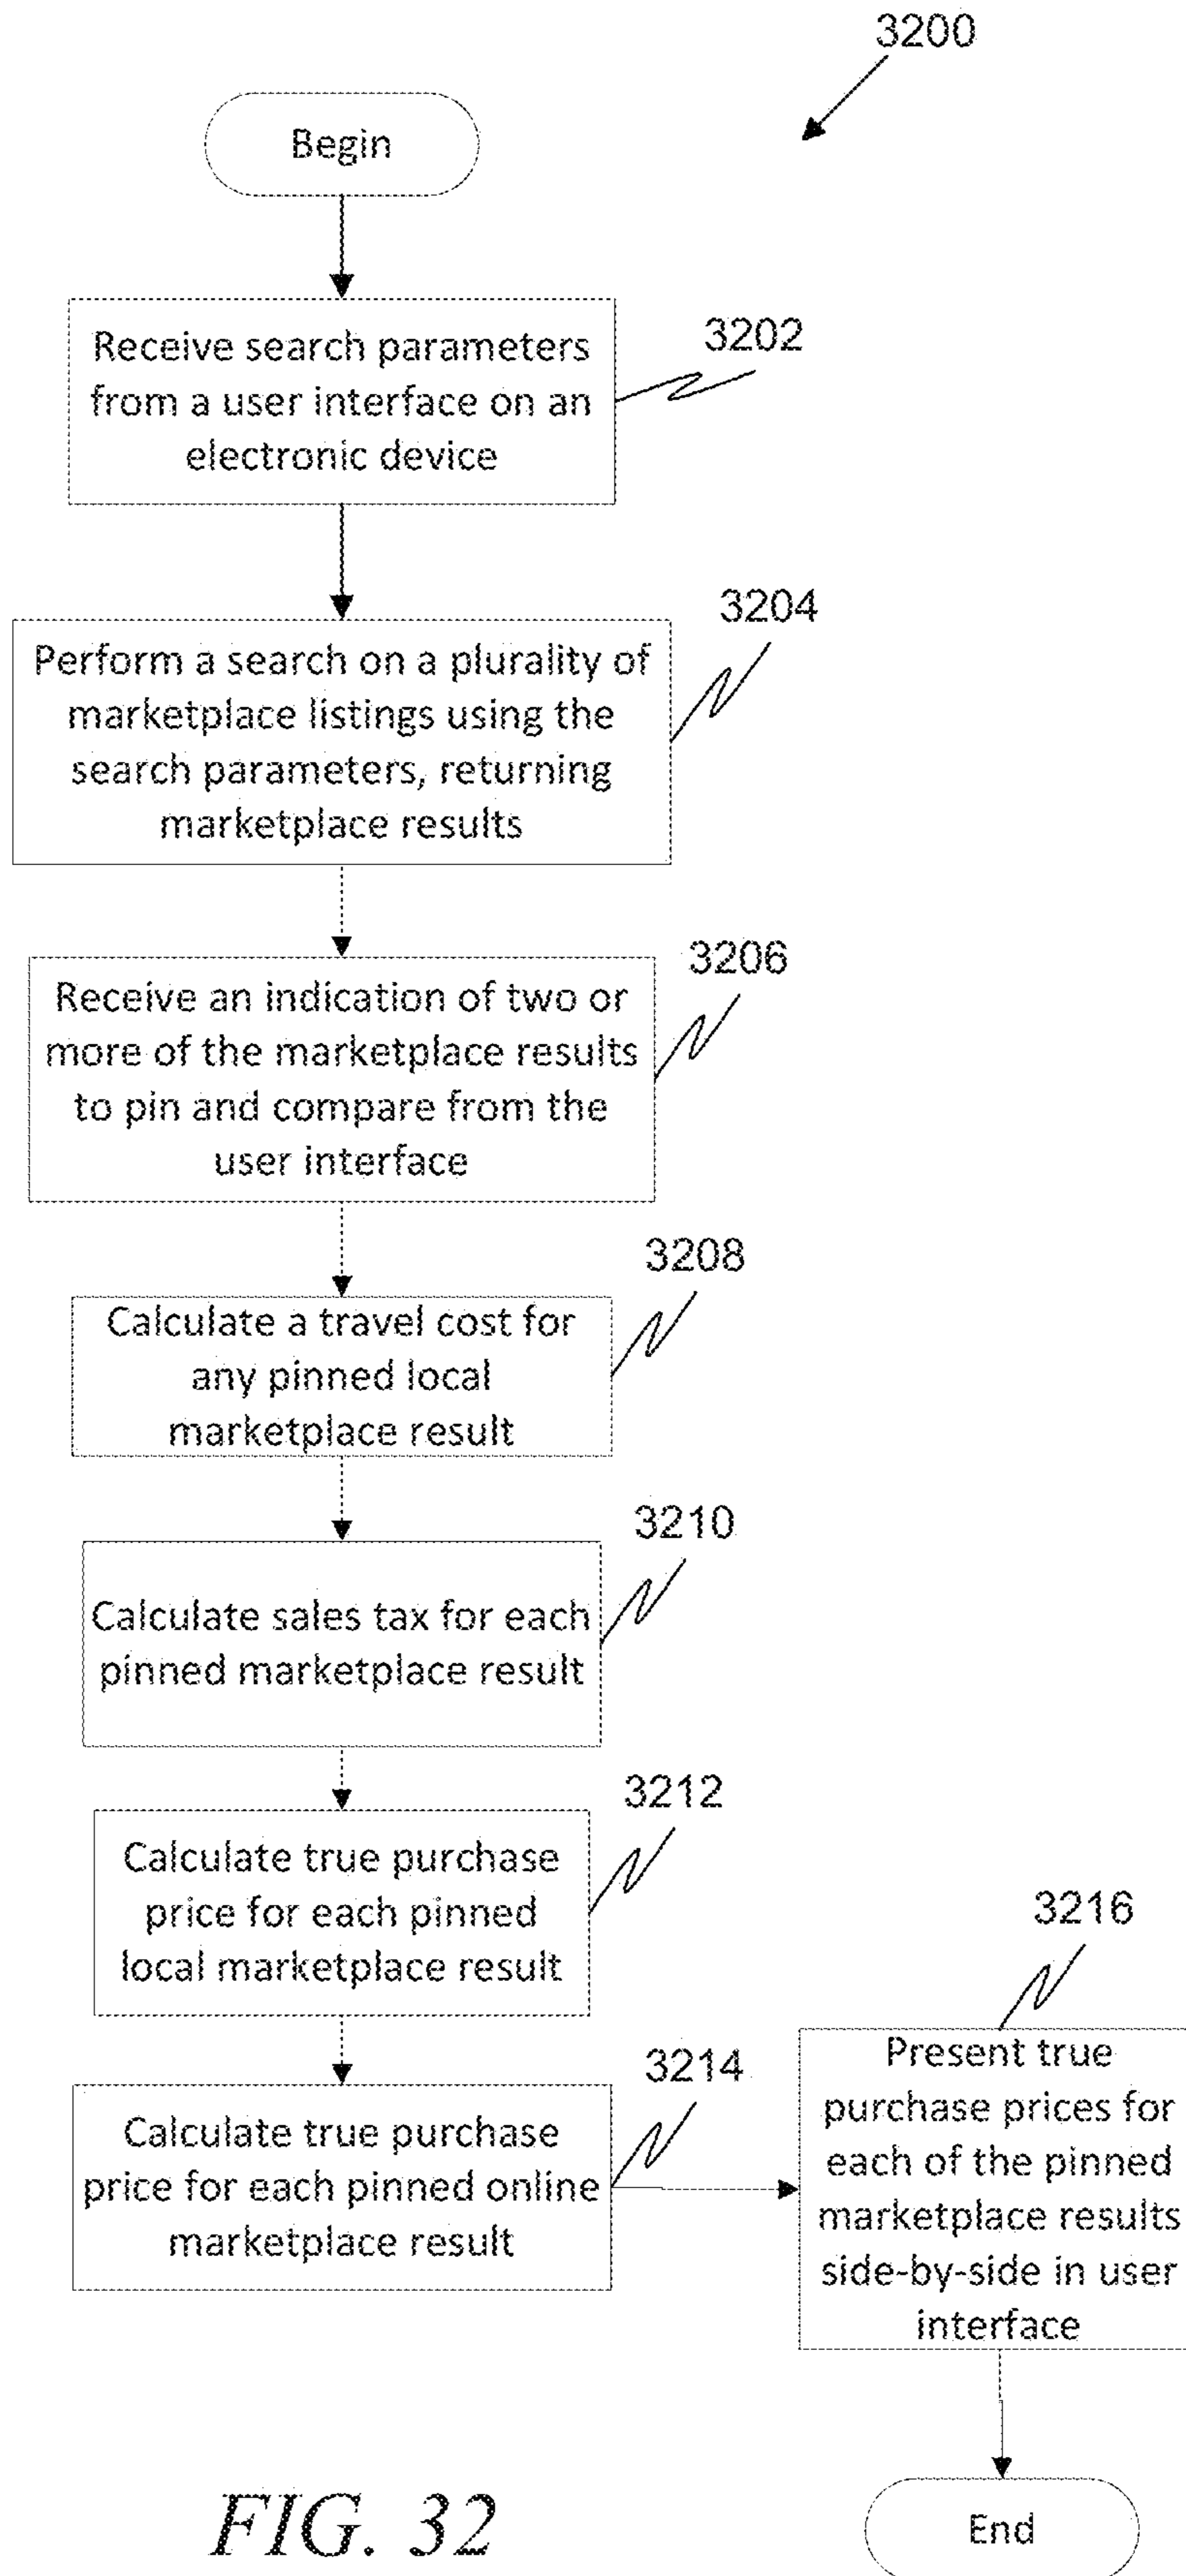 3200
Begin
Receive search parameters
from a user interface on an
electronic device
3202
Perform a search on a plurality of
marketplace listings using the
search parameters, returning
marketplace results
3204
Receive an indication of two or
more of the marketplace results
to pin and compare from the
user interface
3206
Calculate a travel cost for
any pinned local
marketplace result
3208
Calculate sales tax for each
pinned marketplace result
3210
Calculate true purchase
price for each pinned
local marketplace result
3212
Calculate true purchase
price for each pinned online
marketplace result
3214
3216
Present true
purchase prices for
each of the pinned
marketplace results
side-by-side in user
interface
End
FIG. 32